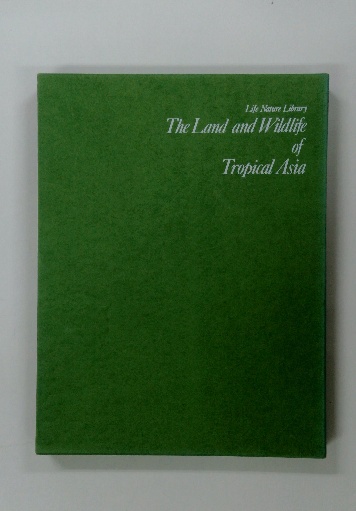 Life Nature Library
The Land and Wildlife
of
Tropical Asia